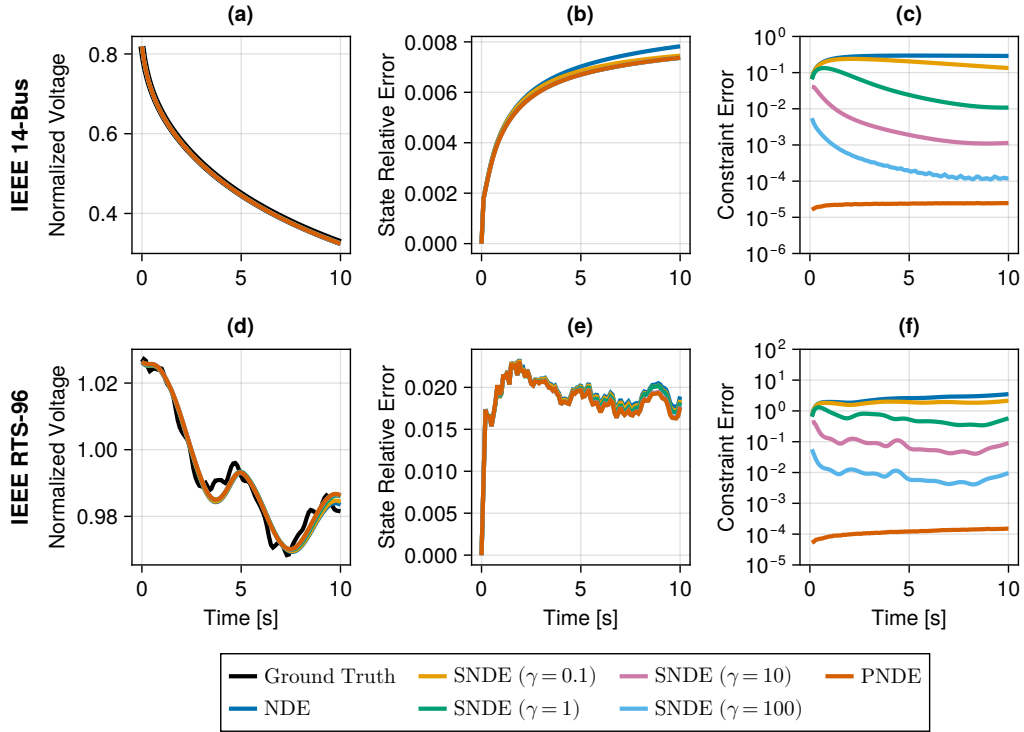 (a) (b) (c)
IEEE 14-Bus
Normalized Voltage
0.8
0.6
0.4
0 5 10
State Relative Error
0.008
0.006
0.004
0.002
0.000
0 5 10
Constraint Error
10^0
10^-1
10^-2
10^-3
10^-4
10^-5
10^-6
0 5 10
(d) (e) (f)
IEEE RTS-96
Normalized Voltage
1.02
1.00
0.98
0 5 10
Time [s]
State Relative Error
0.020
0.015
0.010
0.005
0.000
0 5 10
Time [s]
Constraint Error
10^2
10^1
10^0
10^-1
10^-2
10^-3
10^-4
10^-5
0 5 10
Time [s]
Ground Truth SNDE (γ = 0.1) SNDE (γ = 10) PNDE
NDE SNDE (γ = 1) SNDE (γ = 100)